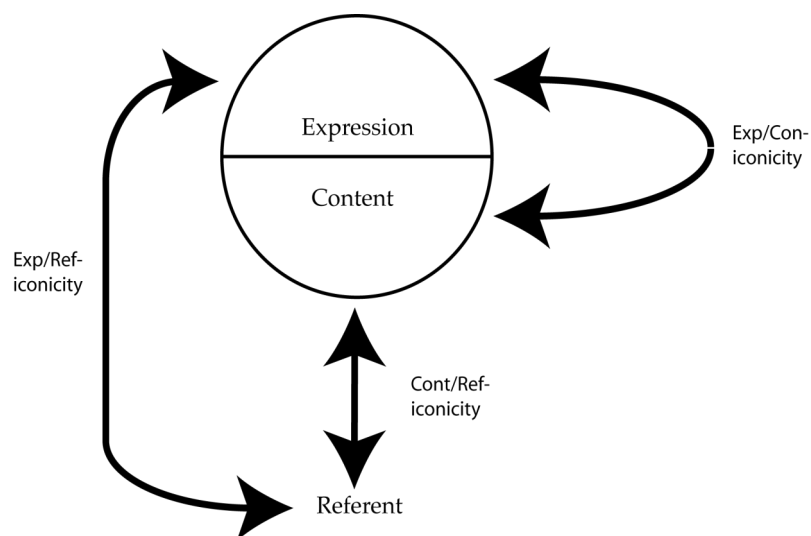 Expression
Content
Exp/Con-
iconicity
Exp/Ref-
iconicity
Cont/Ref-
iconicity
Referent